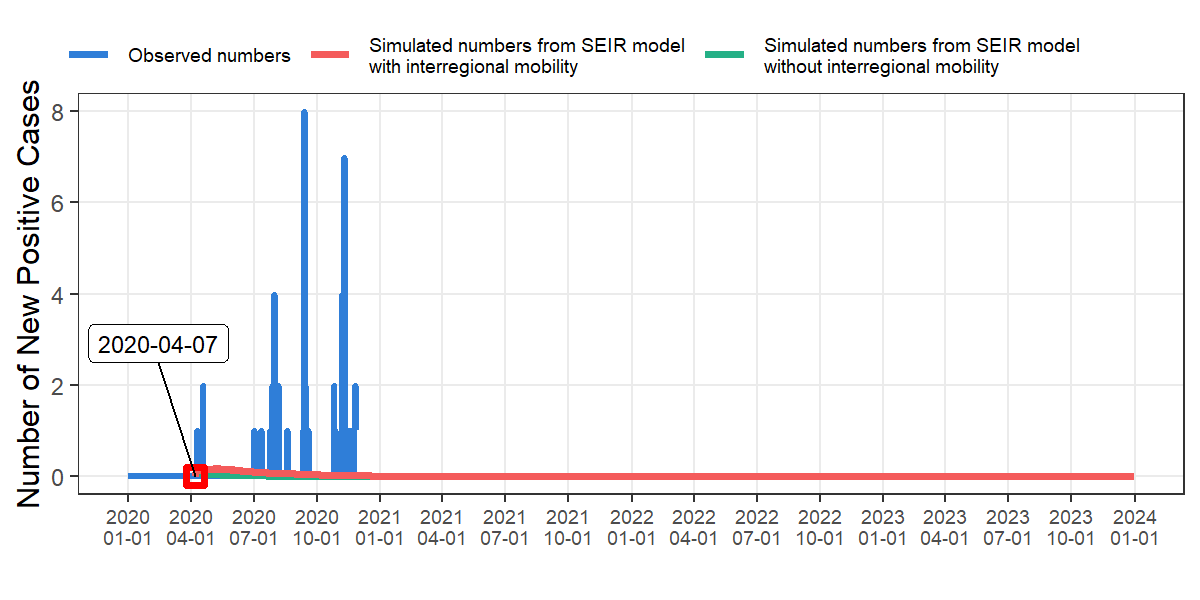 Observed numbers
Simulated numbers from SEIR model
with interregional mobility
Simulated numbers from SEIR model
without interregional mobility
Number of New Positive Cases
8
6
4
2
0
2020-04-07
2020 2020 2020 2020 2021 2021 2021 2021 2022 2022 2022 2022 2023 2023 2023 2023 2024
01-01 04-01 07-01 10-01 01-01 04-01 07-01 10-01 01-01 04-01 07-01 10-01 01-01 04-01 07-01 10-01 01-01